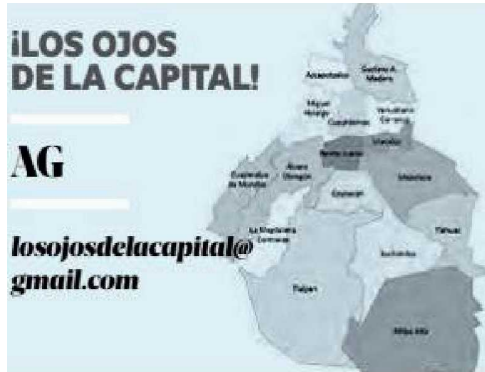 ¡LOS OJOS
DE LA CAPITAL!
AG
losojosdelacapital@
gmail.com
Azcapotzalco
Gustavo A.
Madero
Miguel
Hidalgo
Cuauhtémoc
Venustiano
Carranza
Iztacalco
Benito Juárez
Álvaro
Obregón
Cuajimalpa
de Morelos
Iztapalapa
Coyoacán
La Magdalena
Contreras
Tláhuac
Xochimilco
Tlalpan
Milpa Alta